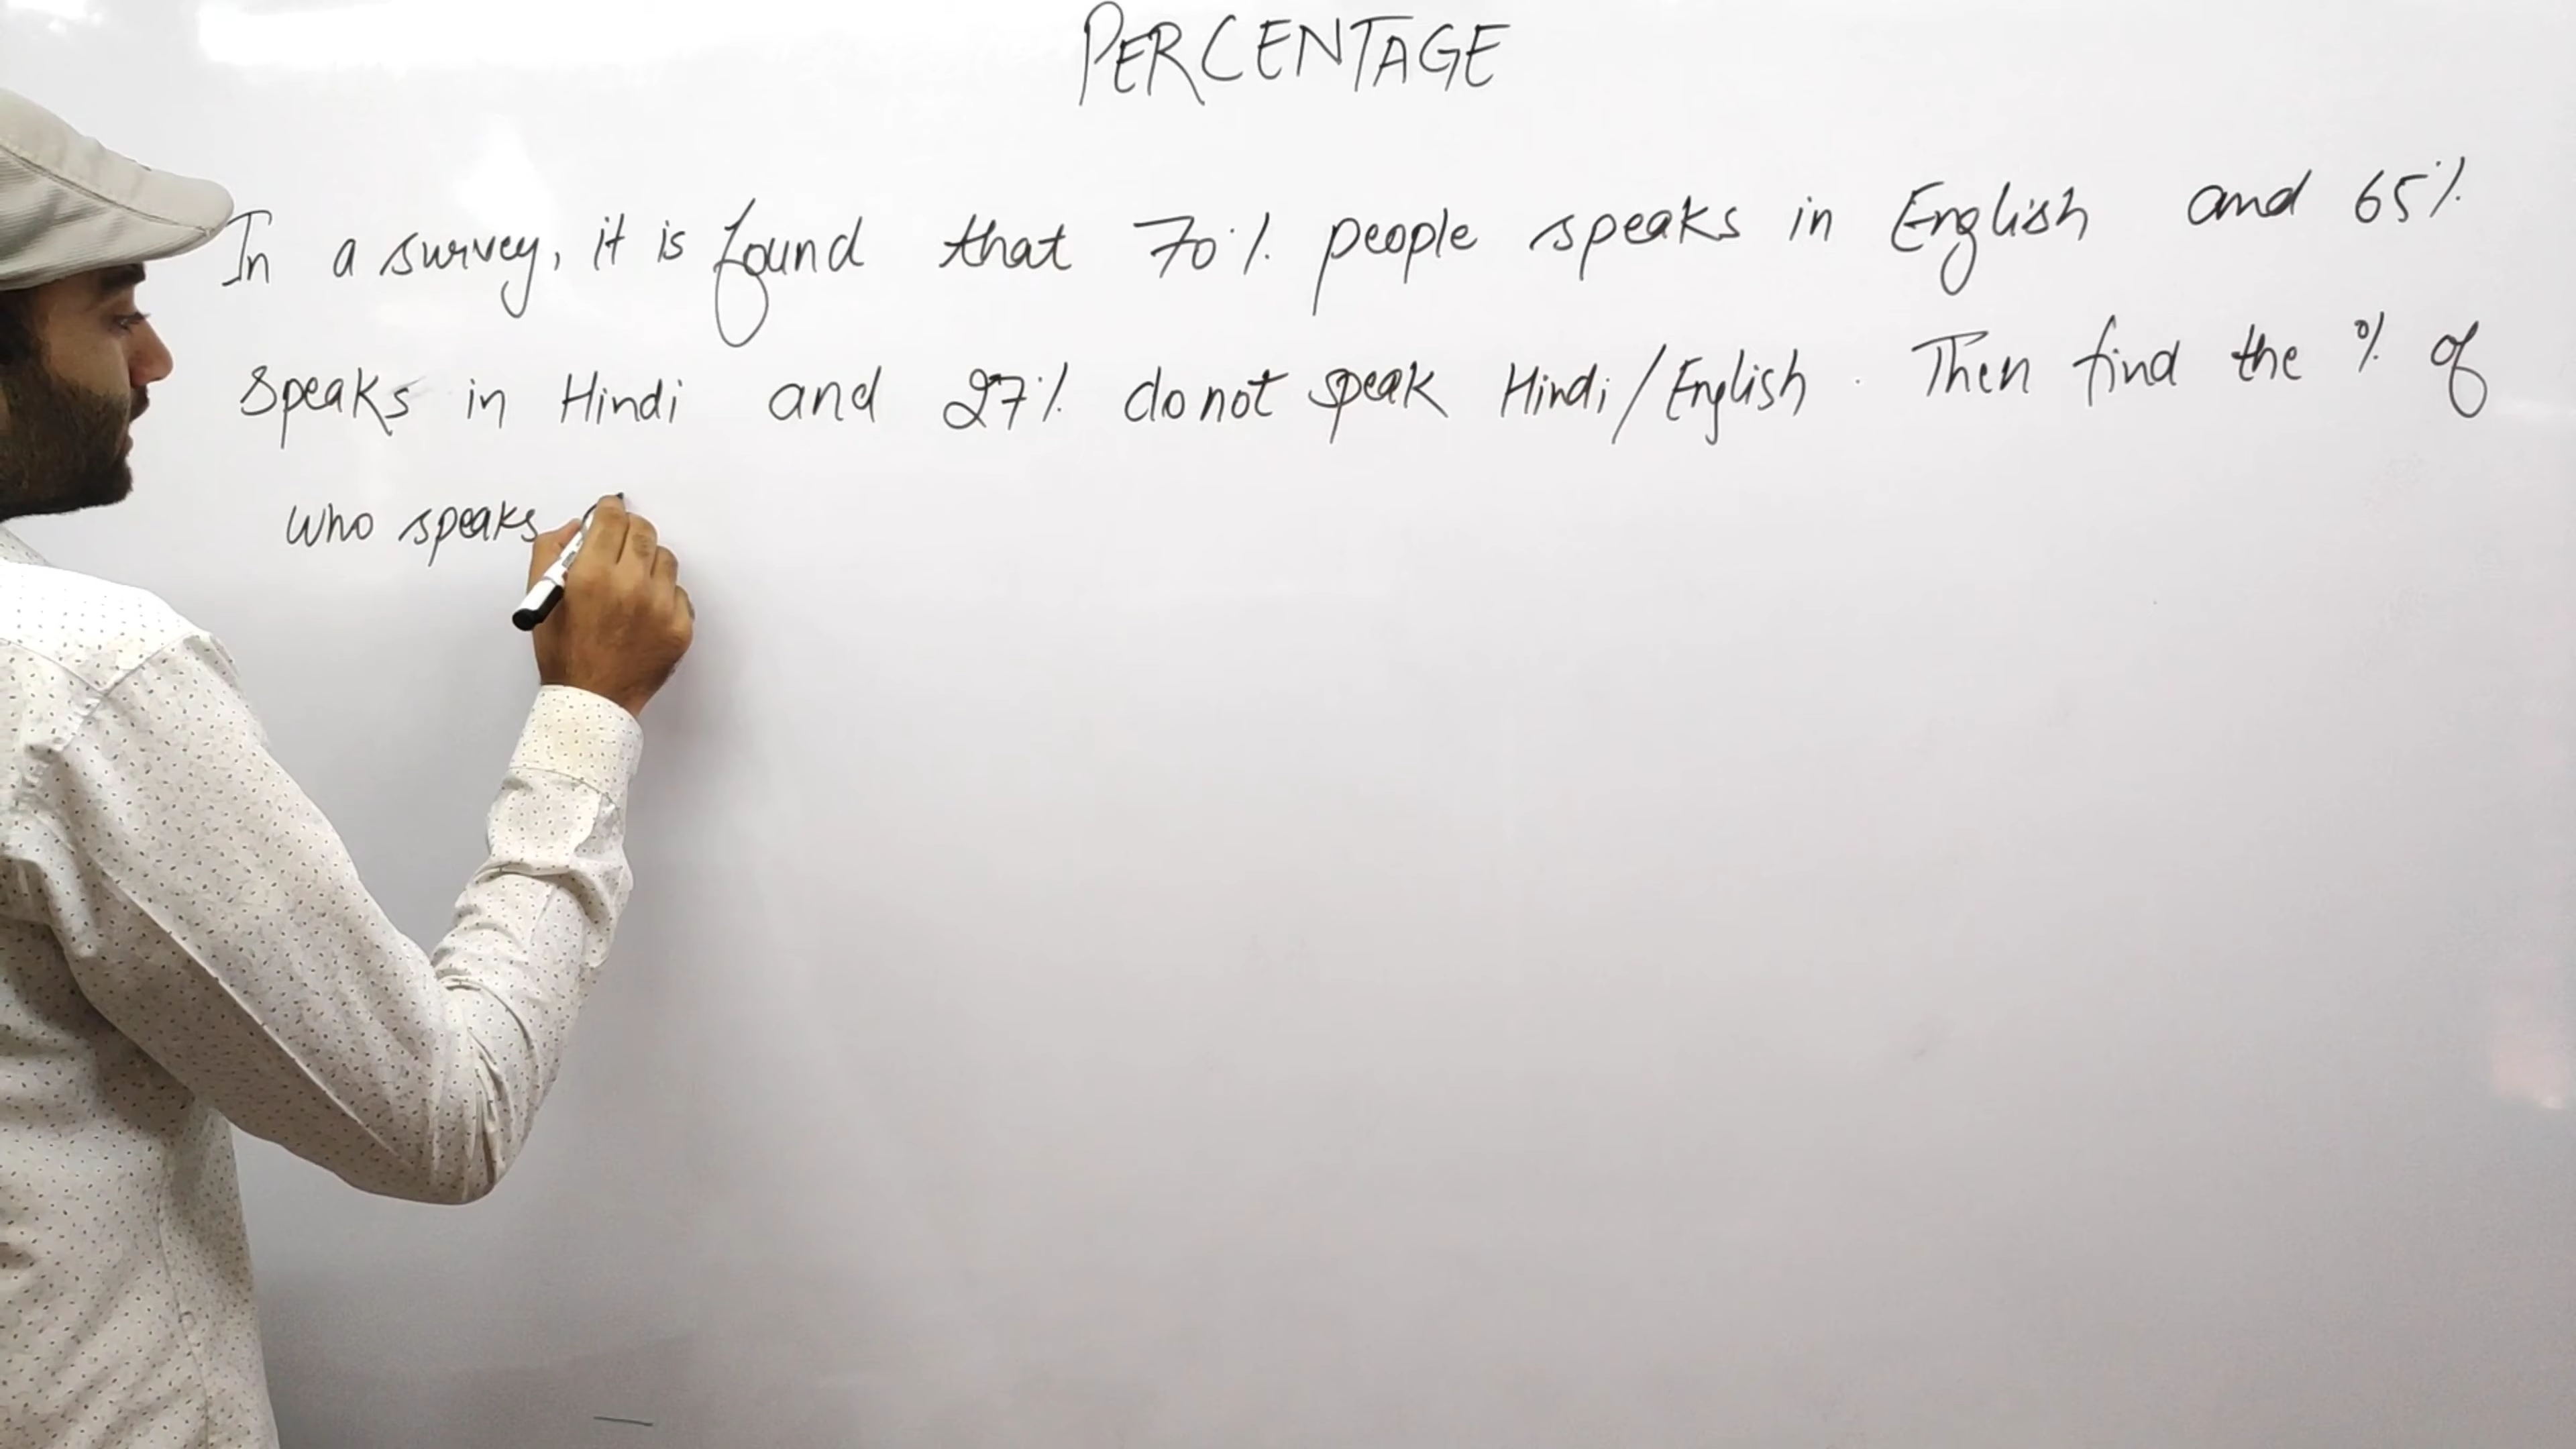 PERCENTAGE
In a survey, it is found that 70% people speaks in English and 65%
speaks in Hindi and 27% do not speak Hindi/English. Then find the % of
who speaks